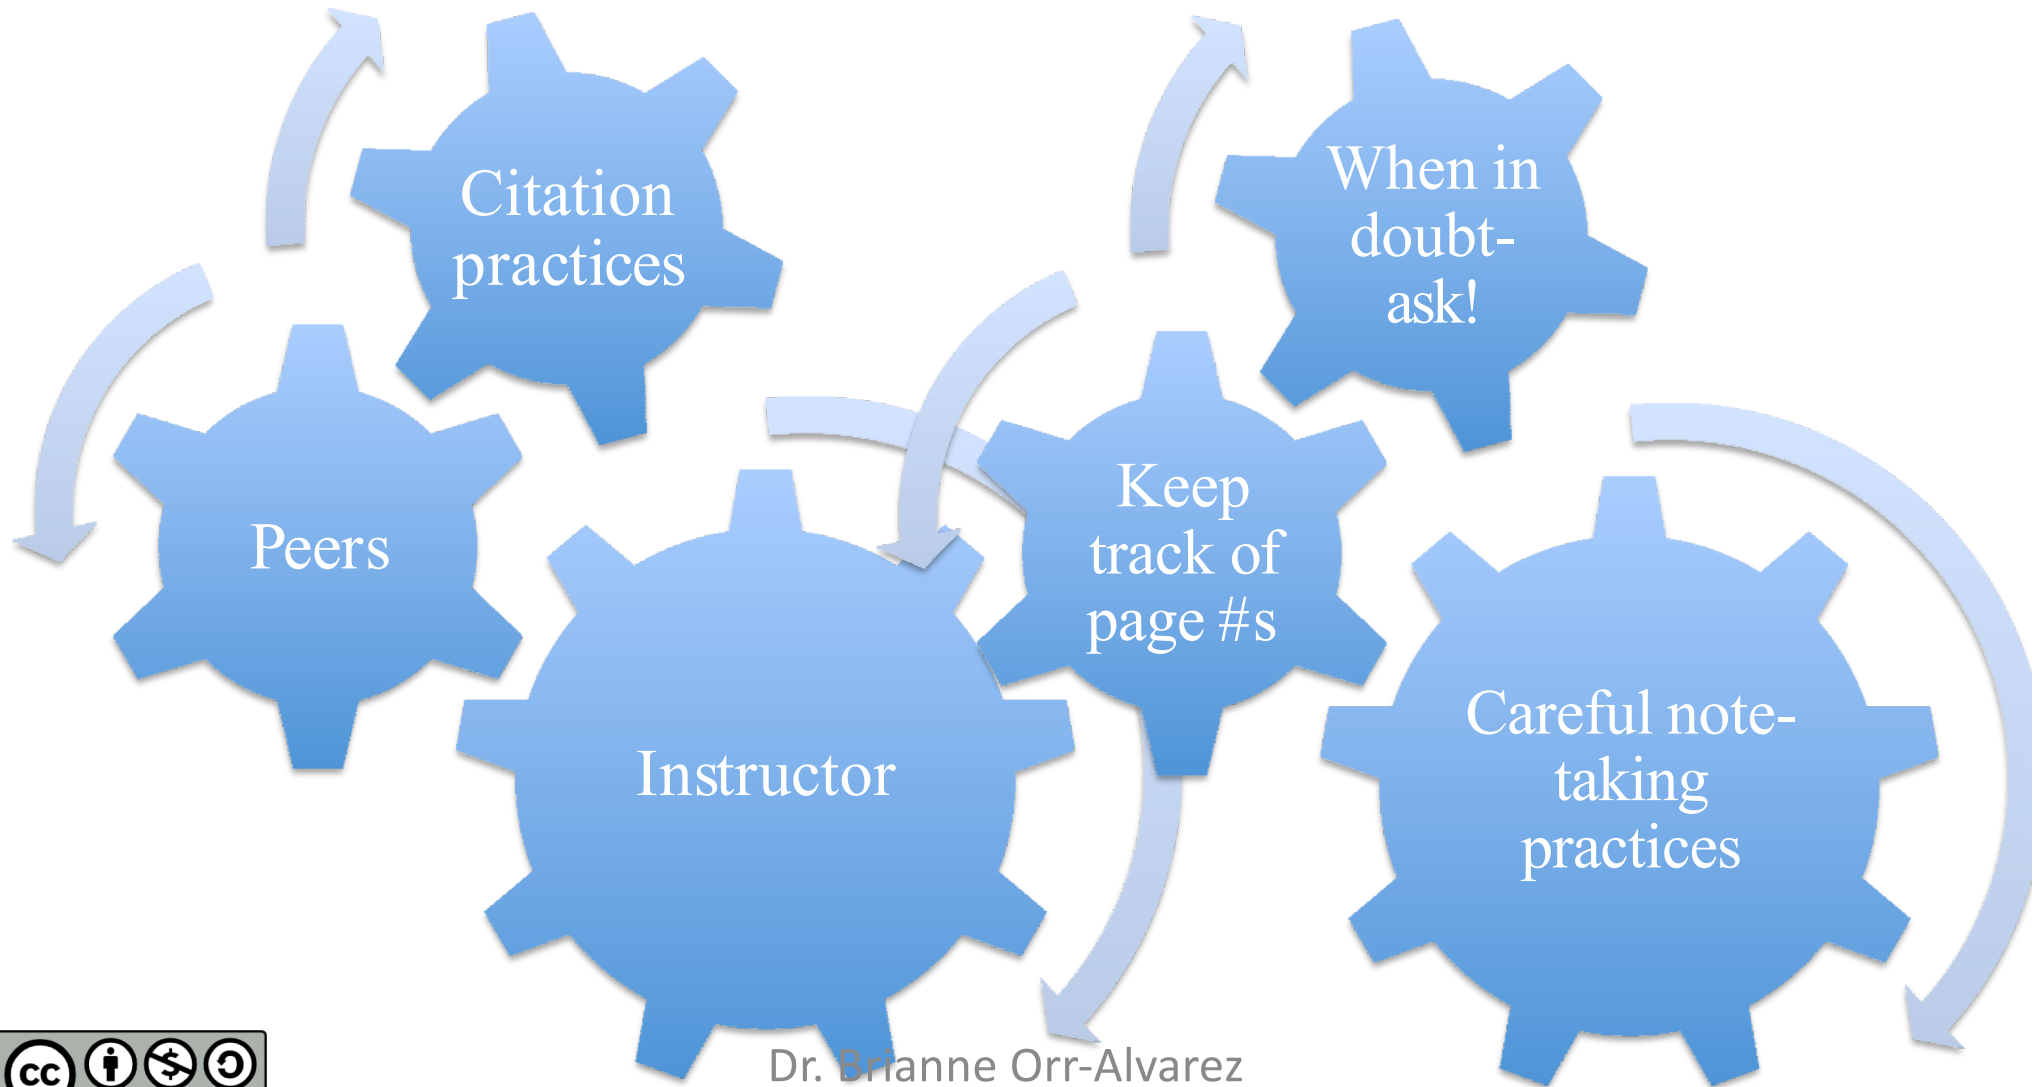 Citation
practices
When in
doubt-
ask!
Peers
Keep
track of
page #s
Instructor
Careful note-
taking
practices
cc
Dr. Brianne Orr-Alvarez